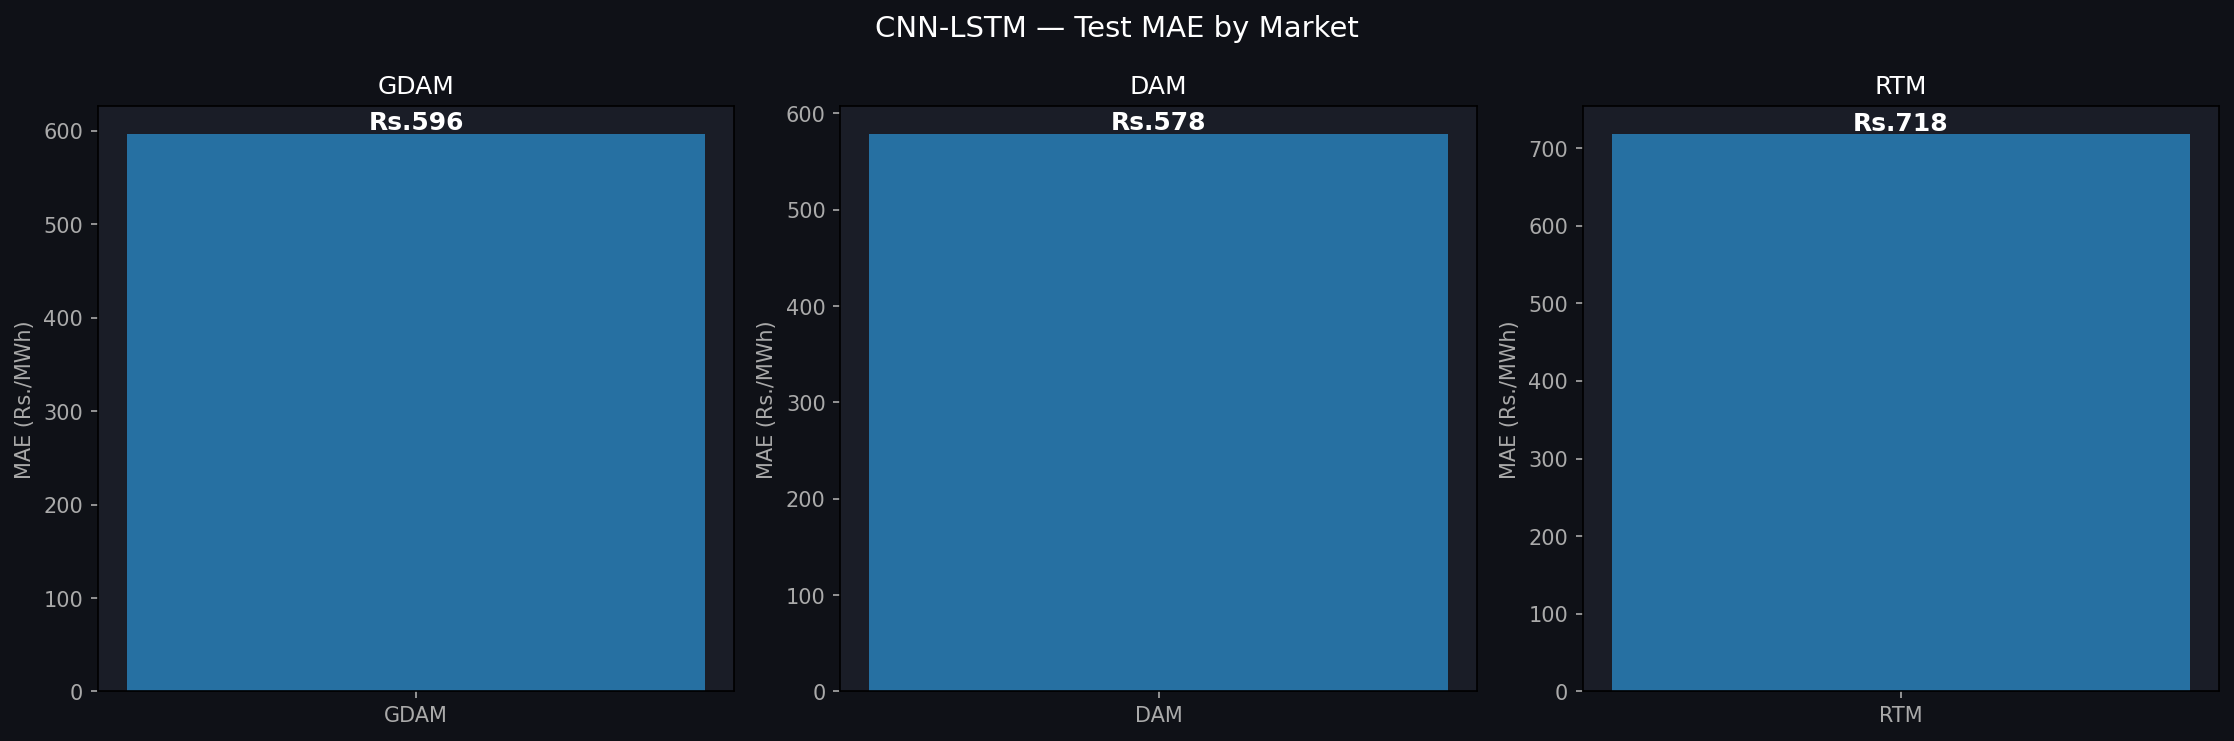 CNN-LSTM — Test MAE by Market
GDAM
Rs.596
600
500
400
300
200
100
0
MAE (Rs./MWh)
GDAM
DAM
Rs.578
600
500
400
300
200
100
0
MAE (Rs./MWh)
DAM
RTM
Rs.718
700
600
500
400
300
200
100
0
MAE (Rs./MWh)
RTM